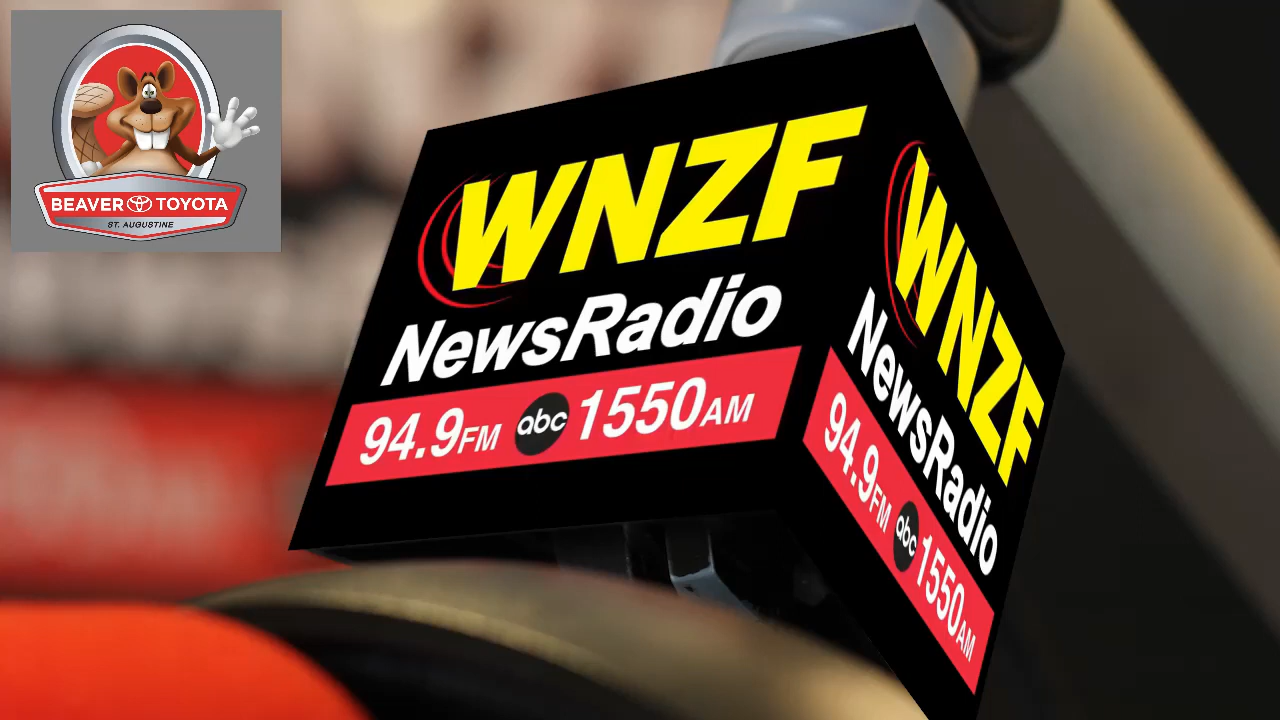 BEAVER TOYOTA
ST. AUGUSTINE
WNZF
NewsRadio
94.9FM abc 1550AM
WNZF
NewsRadio
94.9FM abc 1550AM